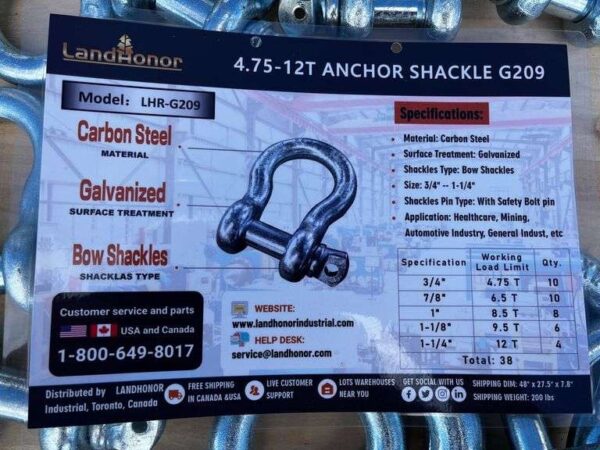 LandHonor
4.75-12T ANCHOR SHACKLE G209
Model: LHR-G209
Carbon Steel
MATERIAL
Galvanized
SURFACE TREATMENT
Bow Shackles
SHACKLAS TYPE
Specifications:
• Material: Carbon Steel
• Surface Treatment: Galvanized
• Shackles Type: Bow Shackles
• Size: 3/4" -- 1-1/4"
• Shackles Pin Type: With Safety Bolt pin
• Application: Healthcare, Mining,
Automotive Industry, General Indust, etc
Specification Working Load Limit Qty.
3/4" 4.75 T 10
7/8" 6.5 T 10
1" 8.5 T 8
1-1/8" 9.5 T 6
1-1/4" 12 T 4
Total: 38
Customer service and parts
USA and Canada
1-800-649-8017
WEBSITE:
www.landhonorindustrial.com
HELP DESK:
service@landhonor.com
Distributed by LANDHONOR
Industrial, Toronto, Canada
FREE SHIPPING
IN CANADA &USA
LIVE CUSTOMER
SUPPORT
LOTS WAREHOUSES
NEAR YOU
GET SOCIAL WITH US
SHIPPING DIM: 48" x 27.5" x 7.8"
SHIPPING WEIGHT: 200 lbs